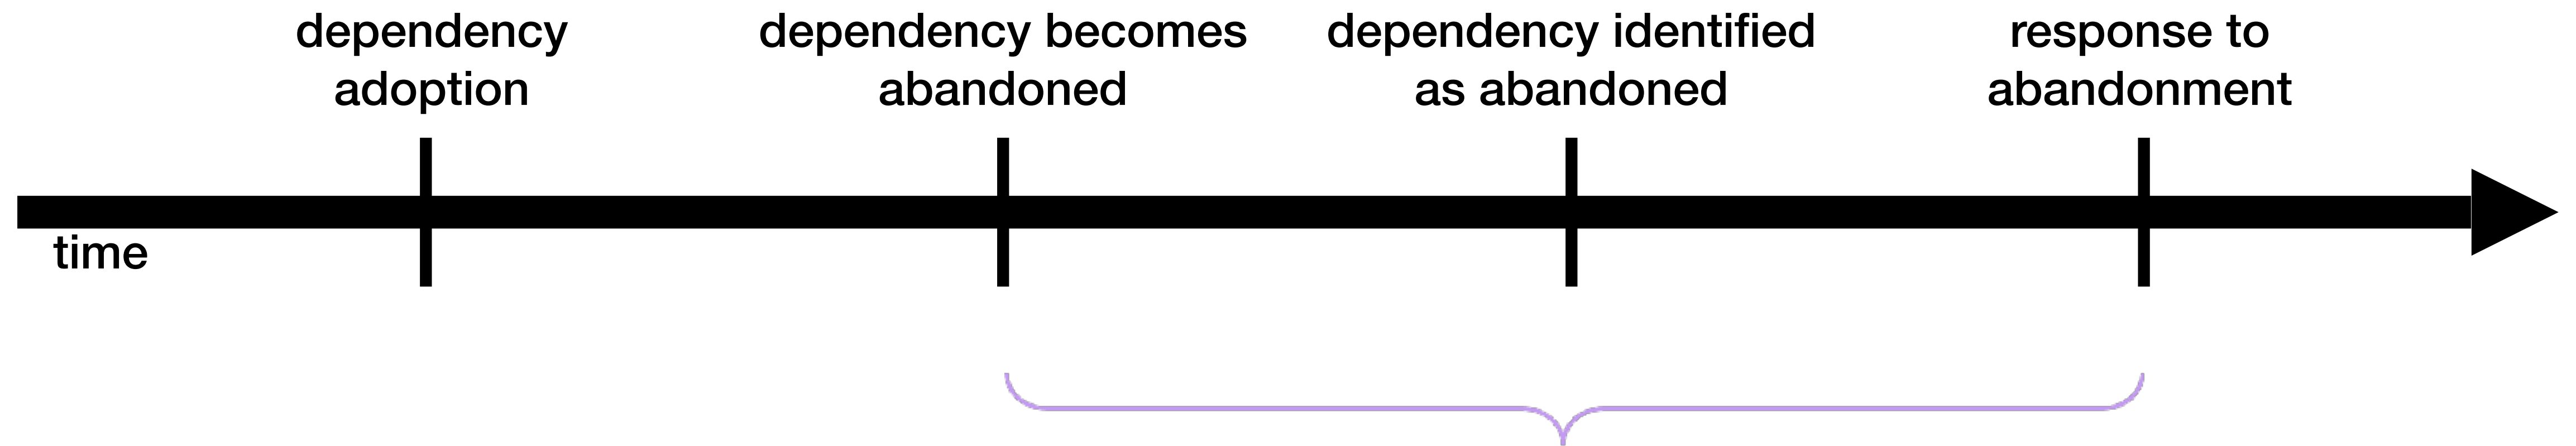 dependency
adoption
dependency becomes
abandoned
dependency identified
as abandoned
response to
abandonment
time